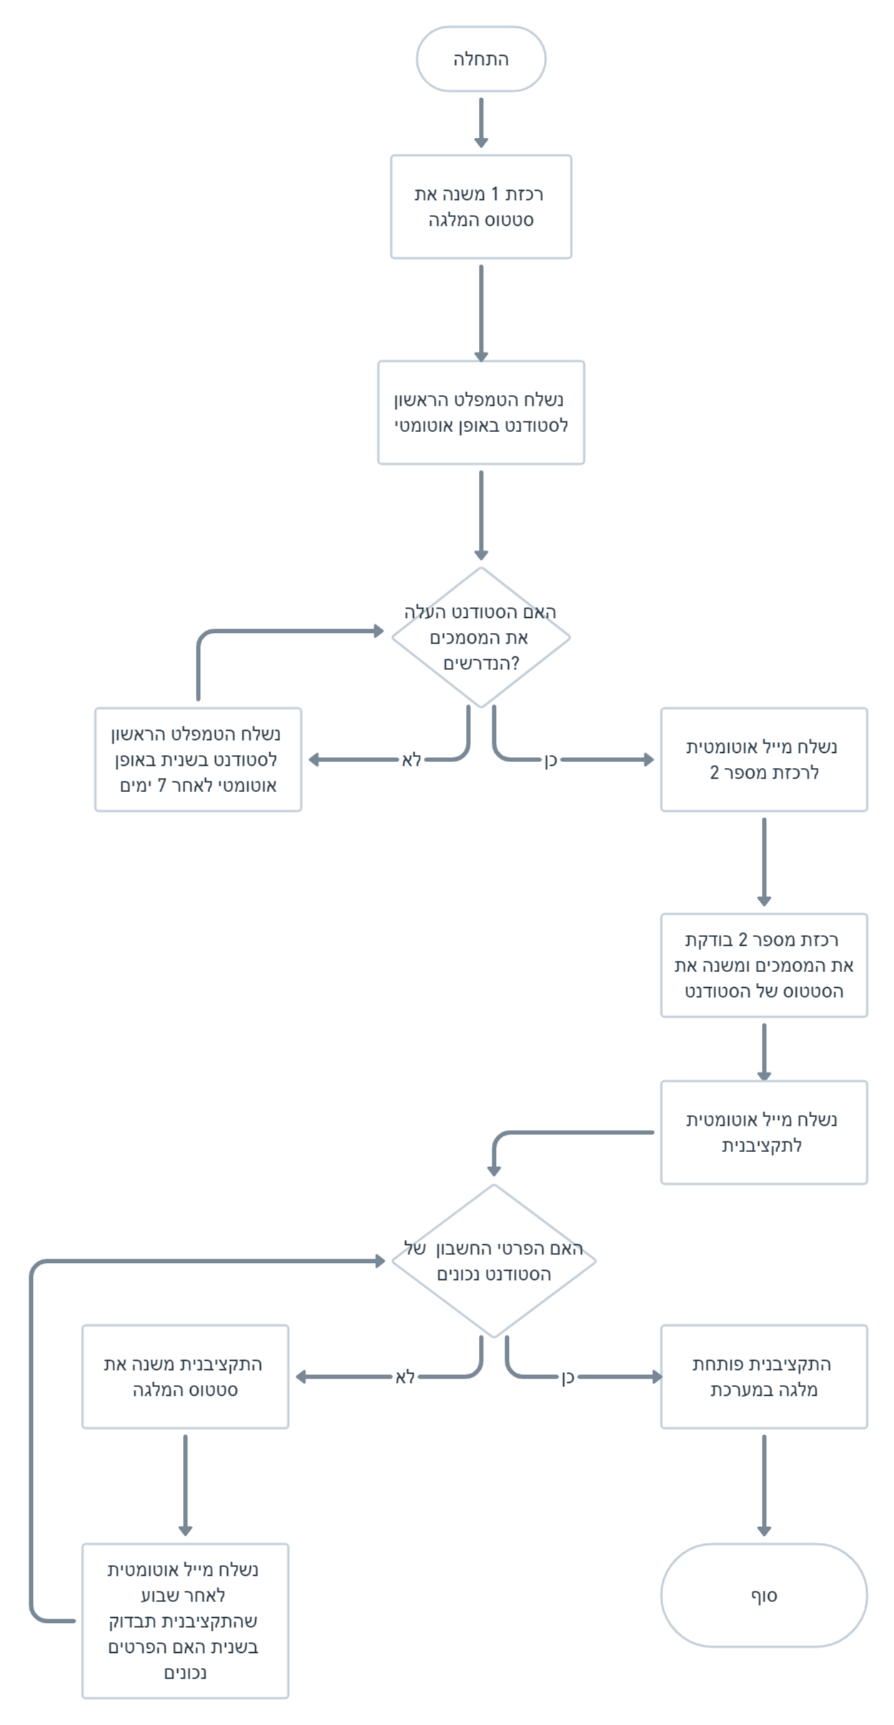 התחלה
רכזת 1 משנה את
סטטוס המלגה
נשלח הטמפלט הראשון
לסטודנט באופן אוטומטי
האם הסטודנט העלה
את המסמכים
הנדרשים?
לא
כן
נשלח הטמפלט הראשון
לסטודנט בשנית באופן
אוטומטי לאחר 7 ימים
נשלח מייל אוטומטית
לרכזת מספר 2
רכזת מספר 2 בודקת
את המסמכים ומשנה את
הסטטוס של הסטודנט
נשלח מייל אוטומטית
לתקציבנית
האם הפרטי החשבון  של
הסטודנט נכונים
לא
כן
התקציבנית משנה את
סטטוס המלגה
התקציבנית פותחת
מלגה במערכת
נשלח מייל אוטומטית
לאחר שבוע
שהתקציבנית תבדוק
בשנית האם הפרטים
נכונים
סוף